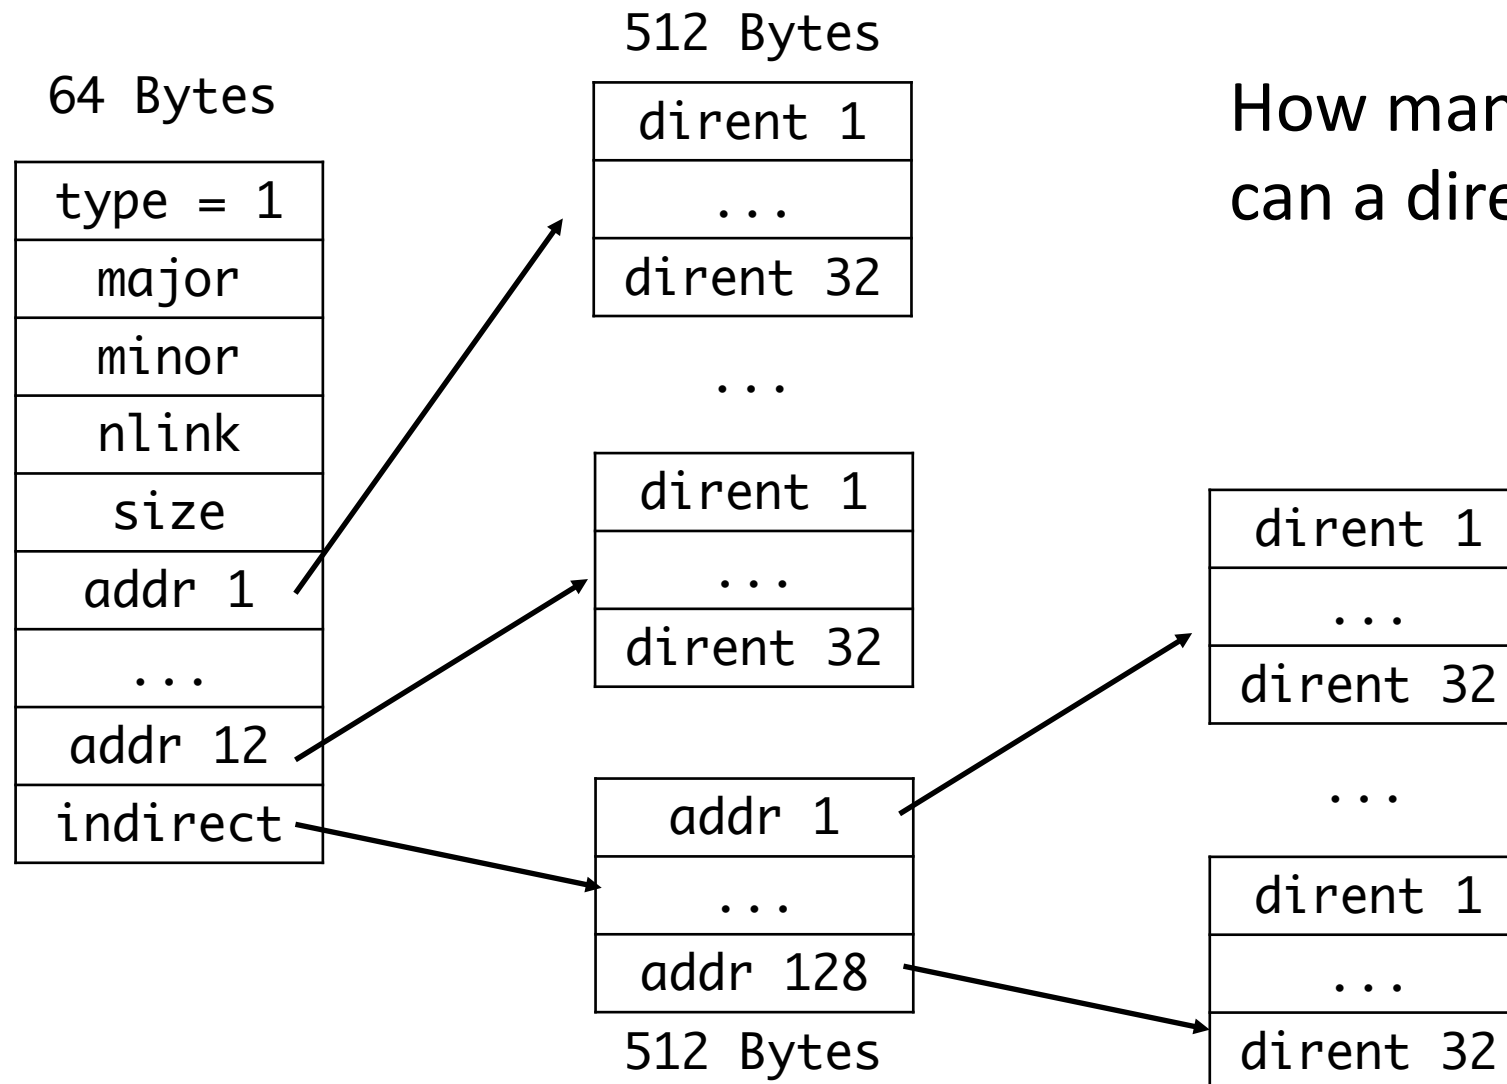 64 Bytes
type = 1
major
minor
nlink
size
addr 1
...
addr 12
indirect
512 Bytes
dirent 1
...
dirent 32
...
dirent 1
...
dirent 32
addr 1
...
addr 128
512 Bytes
How
can a
dirent 1
...
dirent 32
...
dirent 1
...
dirent 32